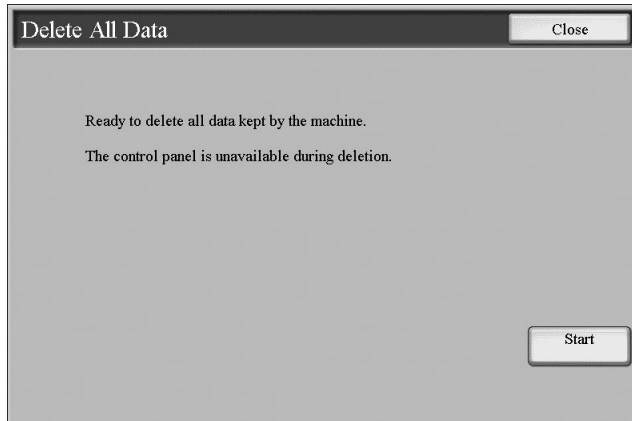 Delete All Data
Close
Ready to delete all data kept by the machine.
The control panel is unavailable during deletion.
Start